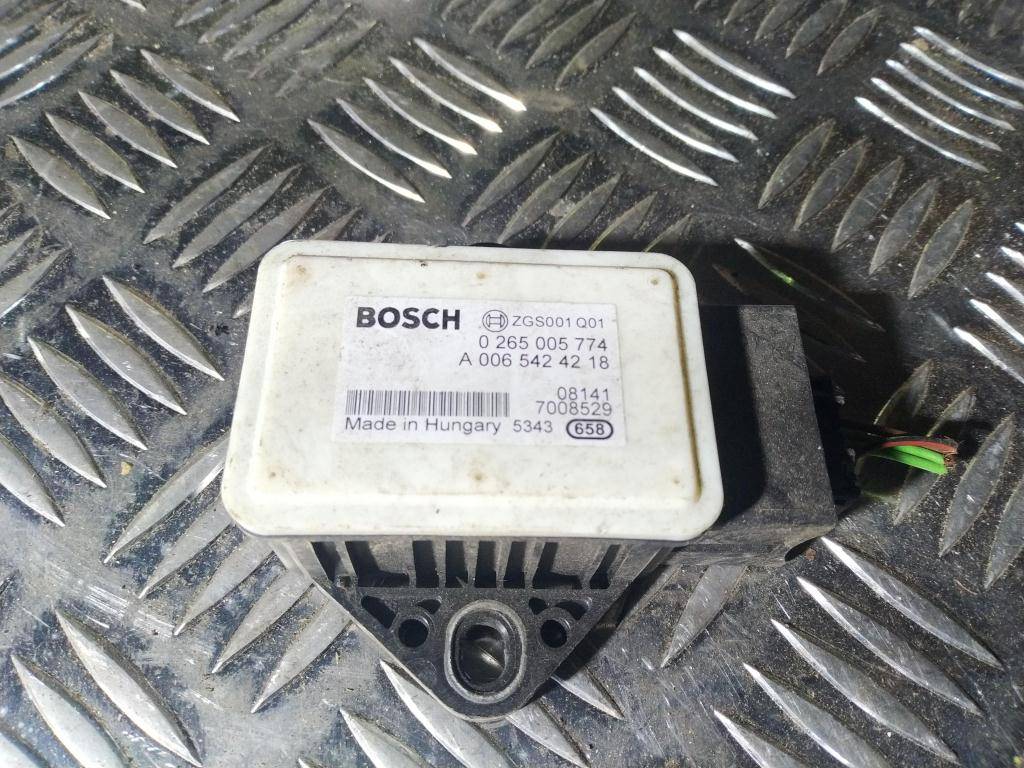 BOSCH ZGS001 Q01
0 265 005 774
A 006 542 42 18
08141
7008529
Made in Hungary 5343 658